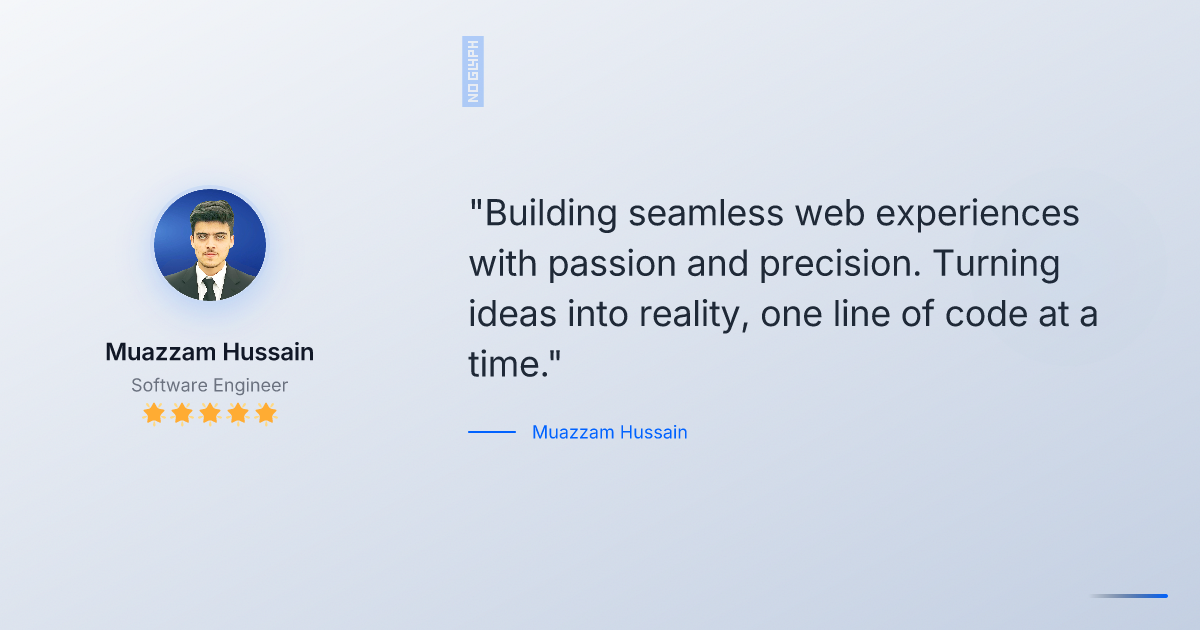 NO GLYPH
Muazzam Hussain
Software Engineer
"Building seamless web experiences
with passion and precision. Turning
ideas into reality, one line of code at a
time."
Muazzam Hussain